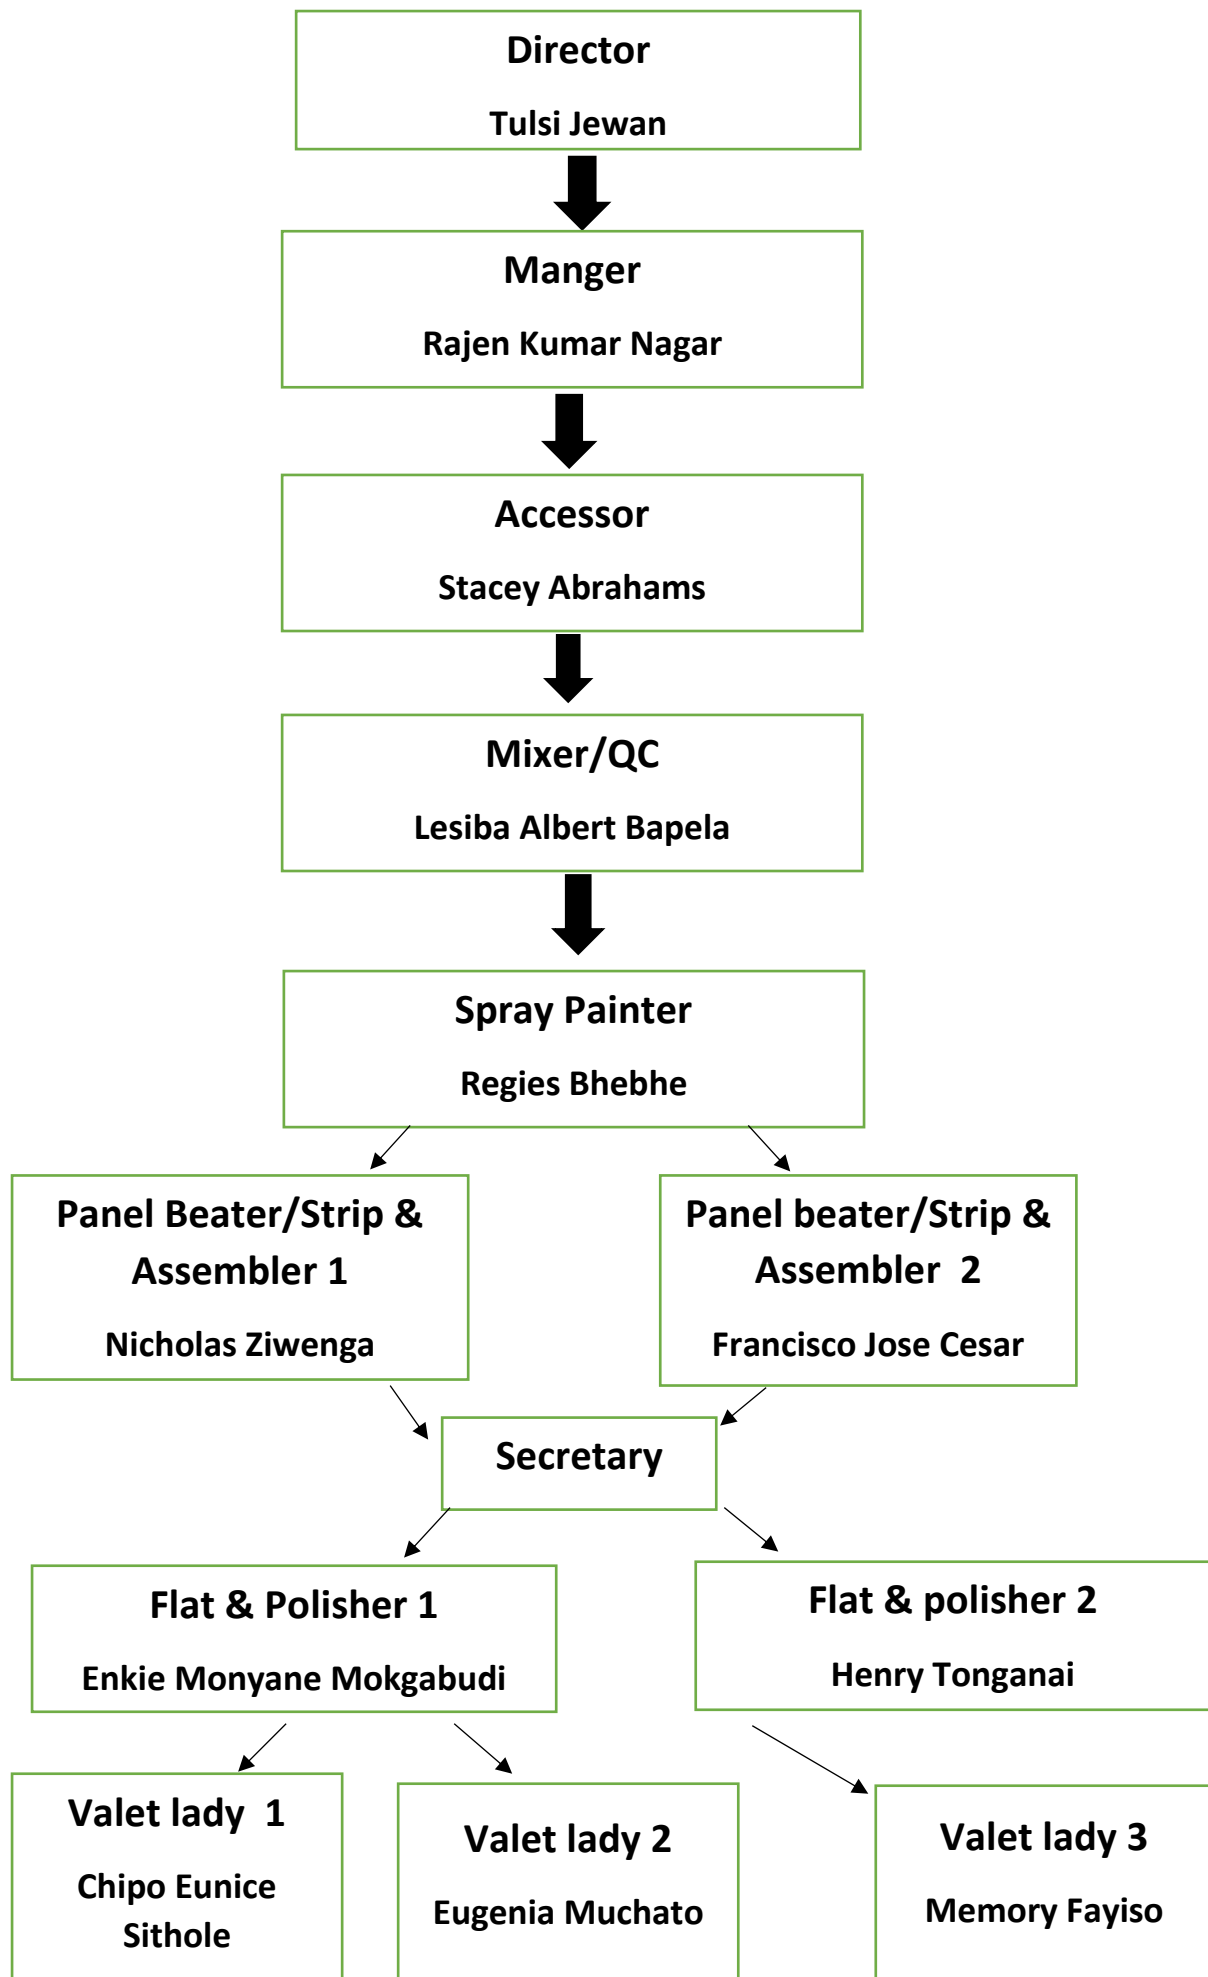 Director
Tulsi Jewan
Manger
Rajen Kumar Nagar
Accessor
Stacey Abrahams
Mixer/QC
Lesiba Albert Bapela
Spray Painter
Regies Bhebhe
Panel Beater/Strip &
Assembler 1
Nicholas Ziwenga
Panel beater/Strip &
Assembler  2
Francisco Jose Cesar
Secretary
Flat & Polisher 1
Enkie Monyane Mokgabudi
Flat & polisher 2
Henry Tonganai
Valet lady  1
Chipo Eunice
Sithole
Valet lady 2
Eugenia Muchato
Valet lady 3
Memory Fayiso